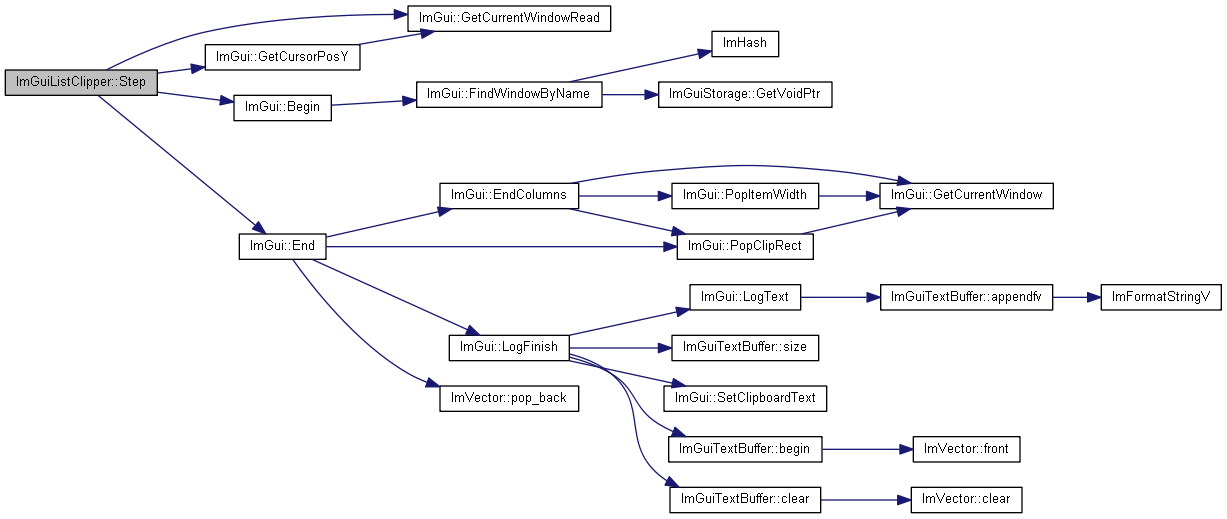 ImGuiListClipper::Step
ImGui::GetCurrentWindowRead
ImGui::GetCursorPosY
ImGui::Begin
ImGui::FindWindowByName
ImHash
ImGuiStorage::GetVoidPtr
ImGui::End
ImGui::EndColumns
ImGui::PopItemWidth
ImGui::GetCurrentWindow
ImGui::PopClipRect
ImGui::LogFinish
ImGui::LogText
ImGuiTextBuffer::appendfv
ImFormatStringV
ImGuiTextBuffer::size
ImGui::SetClipboardText
ImVector::pop_back
ImGuiTextBuffer::begin
ImVector::front
ImGuiTextBuffer::clear
ImVector::clear